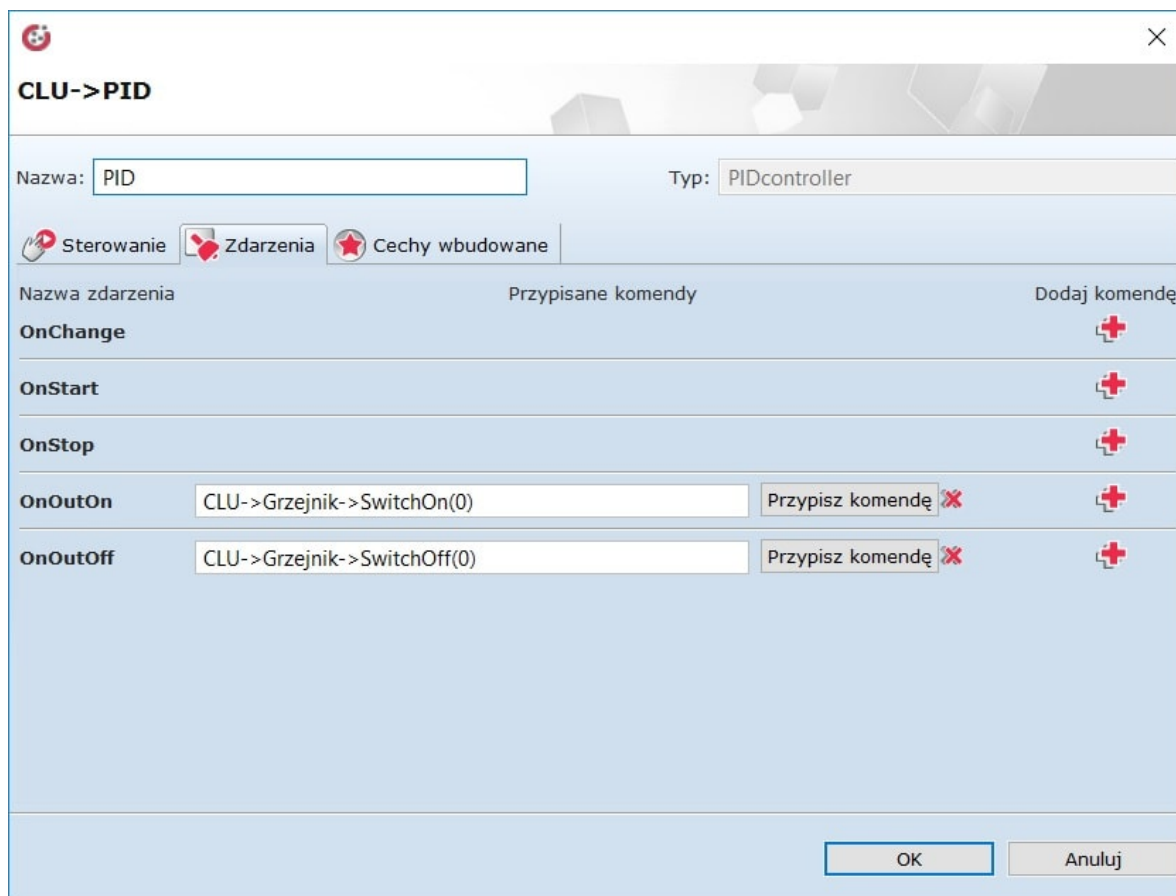 CLU->PID
Nazwa: PID Typ: PIDcontroller
Sterowanie Zdarzenia Cechy wbudowane
Nazwa zdarzenia Przypisane komendy Dodaj komendę
OnChange
OnStart
OnStop
OnOutOn CLU->Grzejnik->SwitchOn(0) Przypisz komendę
OnOutOff CLU->Grzejnik->SwitchOff(0) Przypisz komendę
OK Anuluj